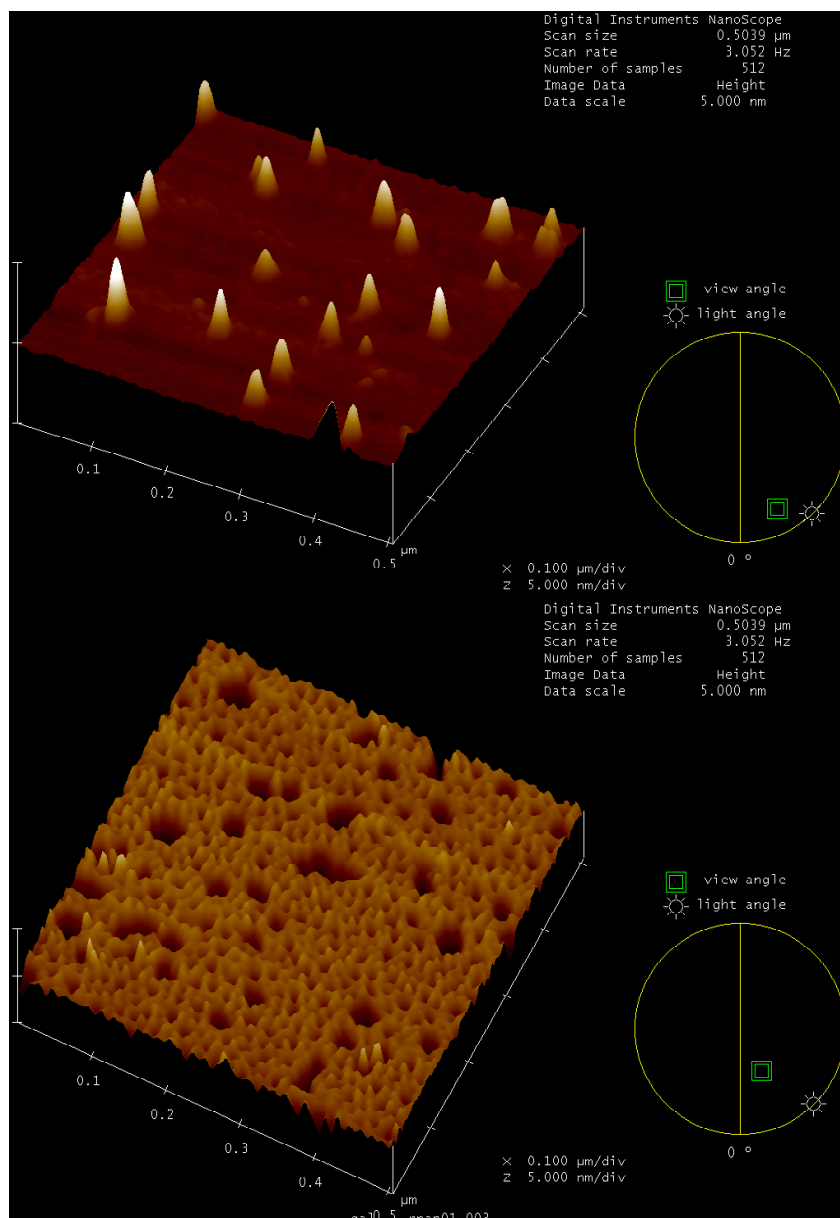 Digital Instruments NanoScope
Scan size 0.5039 µm
Scan rate 3.052 Hz
Number of samples 512
Image Data Height
Data scale 5.000 nm
view angle
light angle
0.1
0.2
0.3
0.4
0.5
µm
0 º
X 0.100 µm/div
Z 5.000 nm/div
Digital Instruments NanoScope
Scan size 0.5039 µm
Scan rate 3.052 Hz
Number of samples 512
Image Data Height
Data scale 5.000 nm
view angle
light angle
0.1
0.2
0.3
0.4
0.5
µm
0 º
X 0.100 µm/div
Z 5.000 nm/div